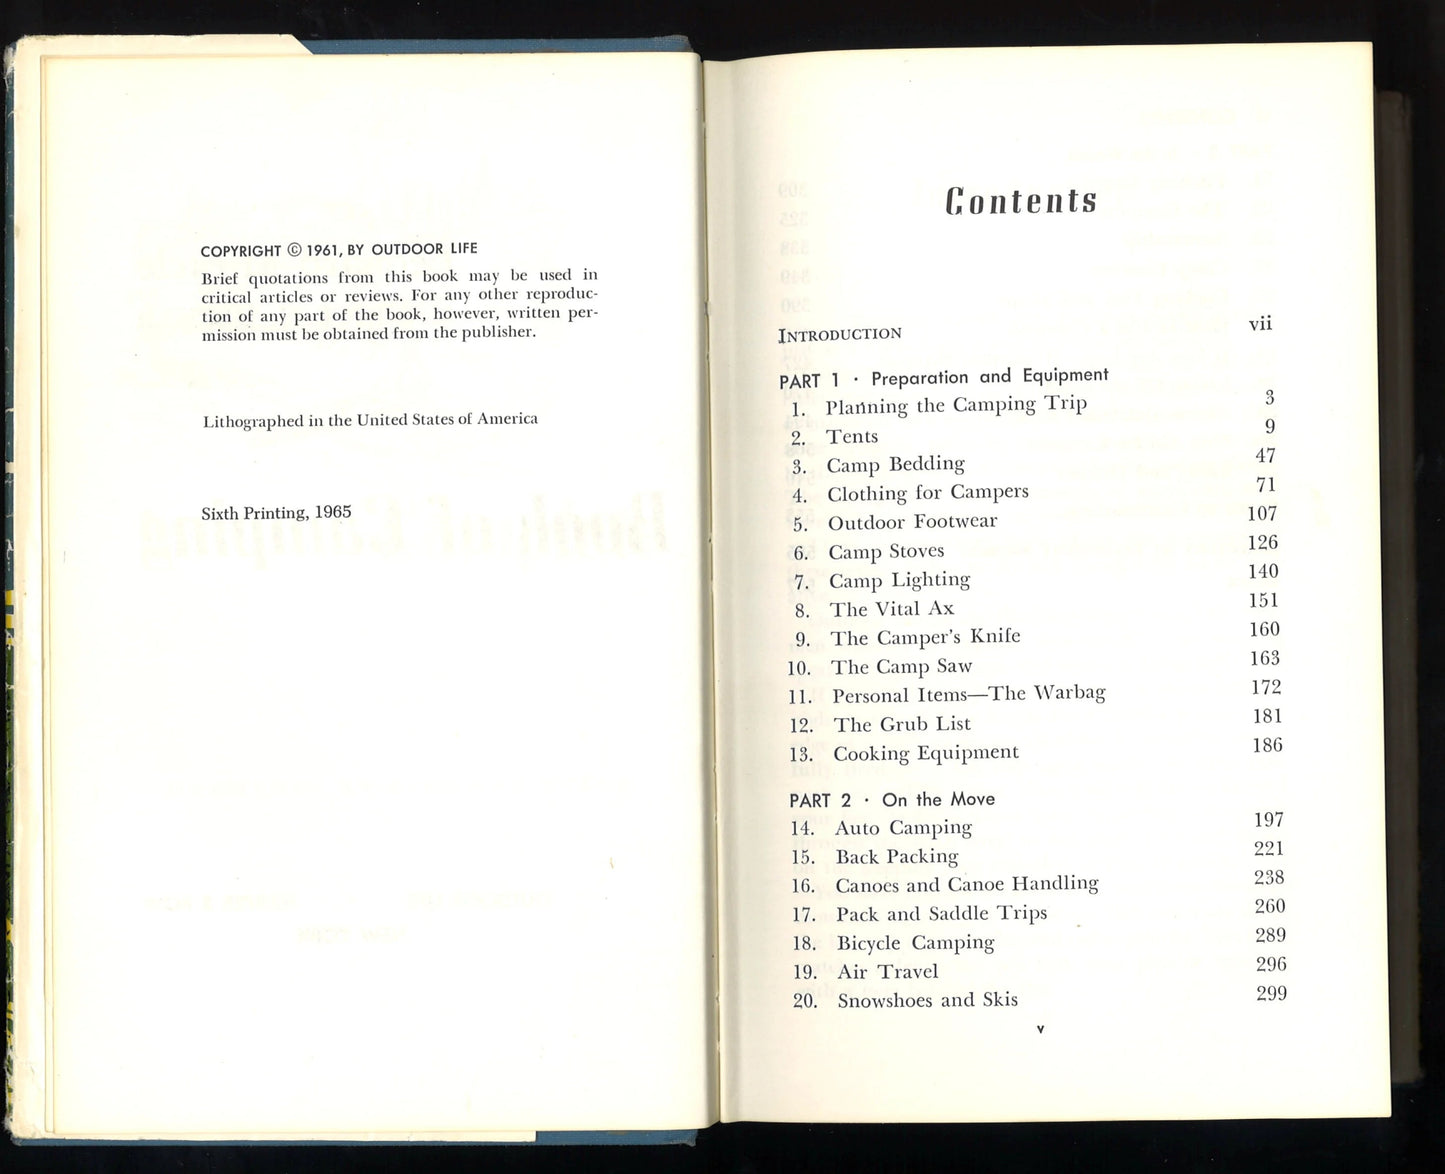 COPYRIGHT © 1961, BY OUTDOOR LIFE
Brief quotations from this book may be used in
critical articles or reviews. For any other reproduc-
tion of any part of the book, however, written per-
mission must be obtained from the publisher.
Lithographed in the United States of America
Sixth Printing, 1965
Contents
INTRODUCTION vii
PART 1 · Preparation and Equipment
1. Planning the Camping Trip 3
2. Tents 9
3. Camp Bedding 47
4. Clothing for Campers 71
5. Outdoor Footwear 107
6. Camp Stoves 126
7. Camp Lighting 140
8. The Vital Ax 151
9. The Camper's Knife 160
10. The Camp Saw 163
11. Personal Items—The Warbag 172
12. The Grub List 181
13. Cooking Equipment 186
PART 2 · On the Move
14. Auto Camping 197
15. Back Packing 221
16. Canoes and Canoe Handling 238
17. Pack and Saddle Trips 260
18. Bicycle Camping 289
19. Air Travel 296
20. Snowshoes and Skis 299
v